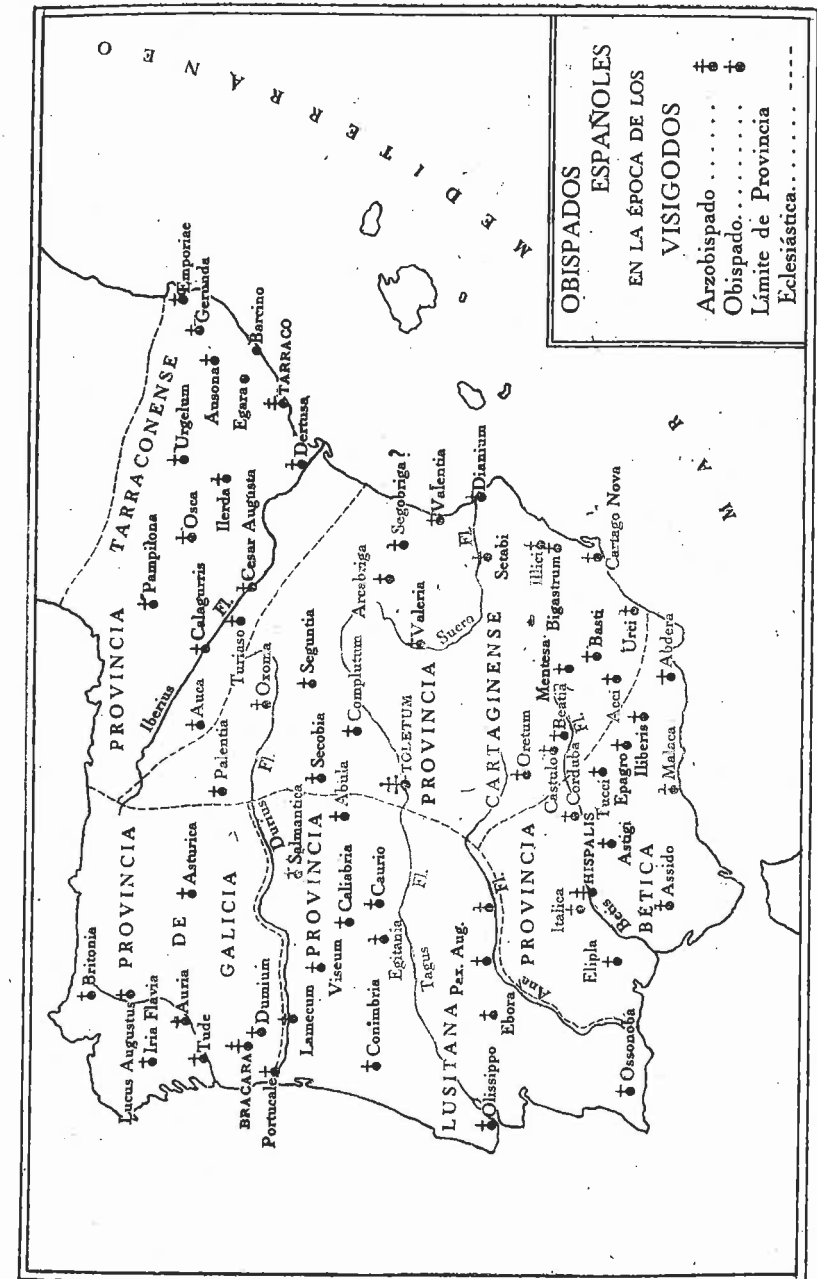 OBISPADOS
ESPAÑOLES
EN LA ÉPOCA DE LOS
VISIGODOS
Arzobispado .......
Obispado.........
Límite de Provincia
Eclesiástica........ ----
MAR
MEDITERRANEO
PROVINCIA
TARRACONENSE
Emporiae
Gerunda
Urgelum
Ansona
Barcino
Egara
TARRACO
Dertusa
Osca
Ilerda
Pampilona
Calagurris
Cesar Augusta
Iberius
Fl.
Turiaso
Auca
PROVINCIA
DE
GALICIA
Britonia
Lucus Augustus
Iria Flavia
Auria
Tude
Asturica
Dumium
BRACARA
Portucale
Durius
Fl.
PROVINCIA
LUSITANA
Lamecum
Viseum
Caliabria
Salmantica
Abula
Caurio
Egitania
Conimbria
Tagus
Fl.
Olissippo
Ebora
Pax. Aug.
Ossonoba
Ana
Fl.
PROVINCIA
CARTAGINENSE
Palentia
Oxoma
Secobia
Seguntia
Complutum
Arcabriga
Segobriga?
Valeria
Valentia
Sucro
Fl.
Dianium
Setabi
TOLETUM
Oretum
Mentesa
Castulo
Beatia
Illici
Bigastrum
Cartago Nova
Basti
Acci
Urci
PROVINCIA
BÉTICA
Corduba
Fl.
Tucci
Epagro
Iliberis
Abdera
Malaca
Astigi
HISPALIS
Italica
Betis
Elipla
Assido